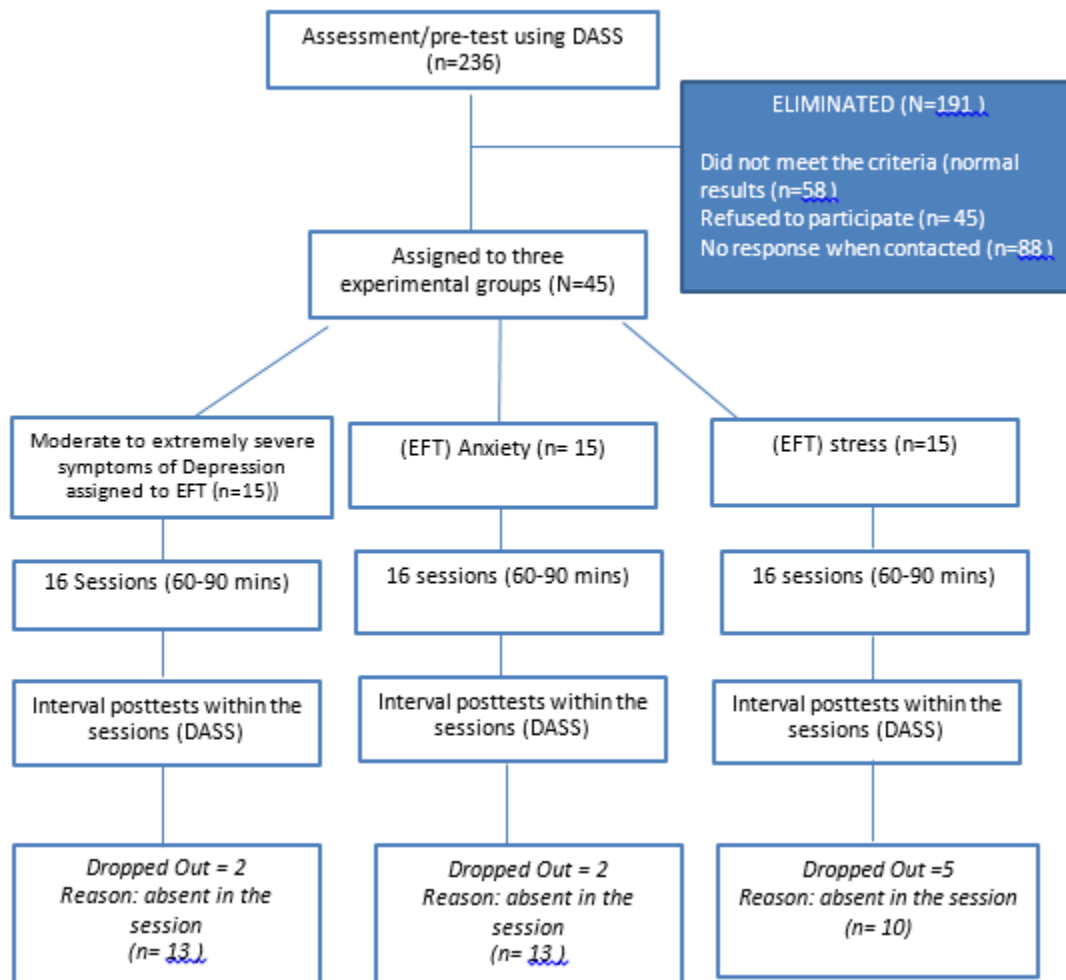 Assessment/pre-test using DASS
(n=236)
ELIMINATED (N=191 )
Did not meet the criteria (normal
results (n=58 )
Refused to participate (n= 45)
No response when contacted (n=88 )
Assigned to three
experimental groups (N=45)
Moderate to extremely severe
symptoms of Depression
assigned to EFT (n=15))
(EFT) Anxiety (n= 15)
(EFT) stress (n=15)
16 Sessions (60-90 mins)
16 sessions (60-90 mins)
16 sessions (60-90 mins)
Interval posttests within the
sessions (DASS)
Interval posttests within the
sessions (DASS)
Interval posttests within the
sessions (DASS)
Dropped Out = 2
Reason: absent in the
session
(n= 13 )
Dropped Out = 2
Reason: absent in the
session
(n= 13 )
Dropped Out =5
Reason: absent in the session
(n= 10)